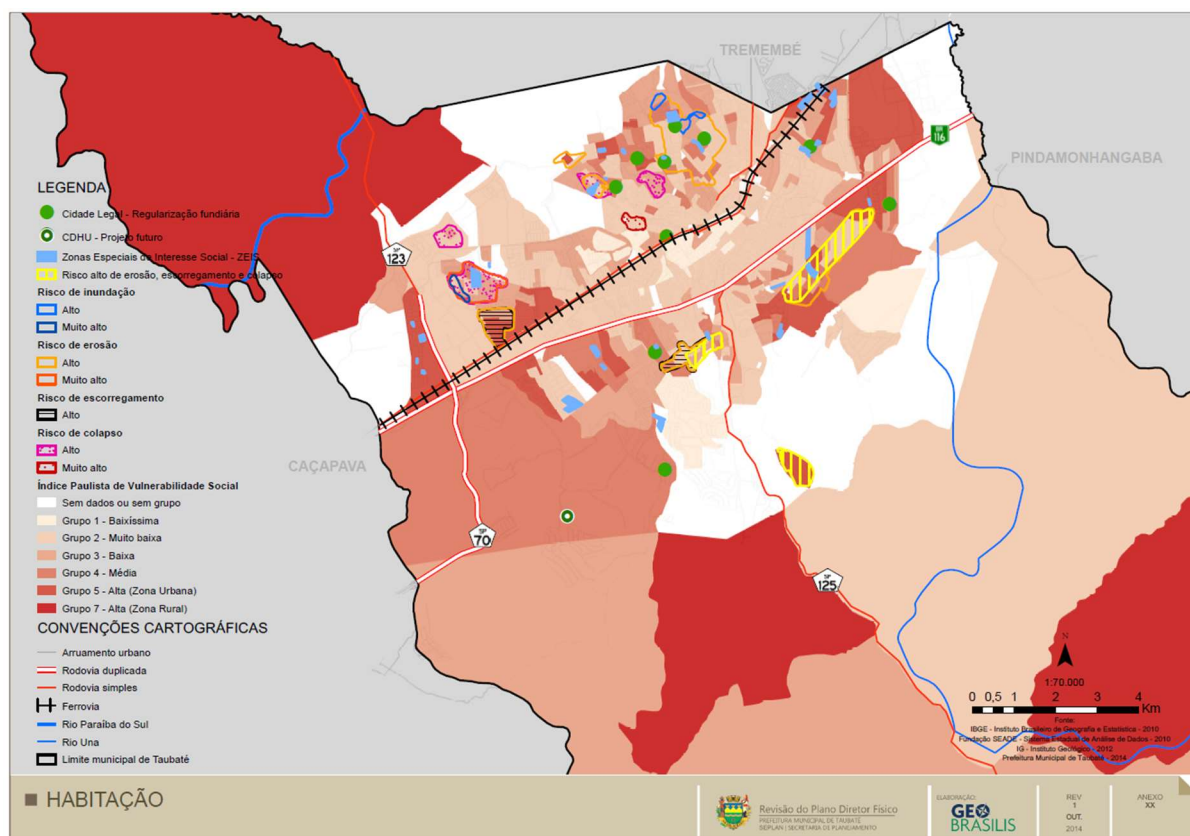 TREMEMBÉ
BR
116
PINDAMONHANGABA
LEGENDA
Cidade Legal - Regularização fundiária
CDHU - Projeto futuro
Zonas Especiais de Interesse Social - ZEIS
Risco alto de erosão, escorregamento e colapso
Risco de inundação
Alto
Muito alto
Risco de erosão
Alto
Muito alto
Risco de escorregamento
Alto
Risco de colapso
Alto
Muito alto
Índice Paulista de Vulnerabilidade Social
Sem dados ou sem grupo
Grupo 1 - Baixíssima
Grupo 2 - Muito baixa
Grupo 3 - Baixa
Grupo 4 - Média
Grupo 5 - Alta (Zona Urbana)
Grupo 7 - Alta (Zona Rural)
CONVENÇÕES CARTOGRÁFICAS
Arruamento urbano
Rodovia duplicada
Rodovia simples
Ferrovia
Rio Paraíba do Sul
Rio Una
Limite municipal de Taubaté
SP
123
CAÇAPAVA
SP
70
SP
125
N
1:70.000
0 0,5 1 2 3 4
Km
Fonte:
IBGE - Instituto Brasileiro de Geografia e Estatística - 2010
Fundação SEADE - Sistema Estadual de Análise de Dados - 2010
IG - Instituto Geológico - 2012
Prefeitura Municipal de Taubaté - 2014
HABITAÇÃO
Revisão do Plano Diretor Físico
PREFEITURA MUNICIPAL DE TAUBATÉ
SEPLAN | SECRETARIA DE PLANEJAMENTO
ELABORAÇÃO:
GEO
BRASILIS
REV
1
OUT.
2014
ANEXO
XX